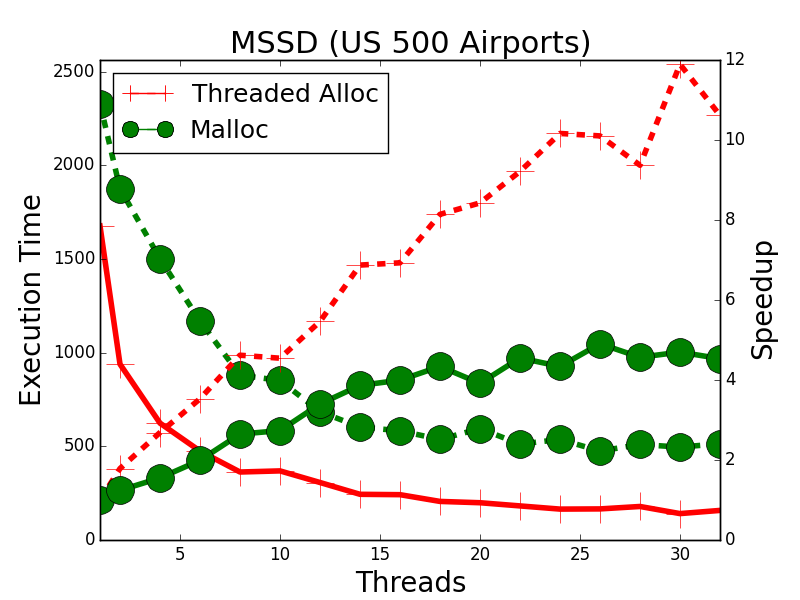 MSSD (US 500 Airports)
Threaded Alloc
Malloc
Execution Time
2500
2000
1500
1000
500
0
12
10
8
6
4
2
0
Speedup
5 10 15 20 25 30
Threads